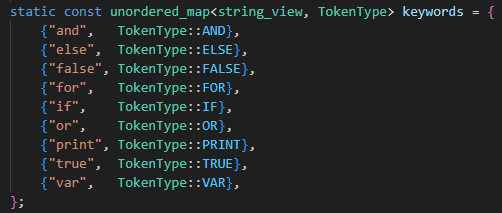 static const unordered_map<string_view, TokenType> keywords = {
    {"and",   TokenType::AND},
    {"else",  TokenType::ELSE},
    {"false", TokenType::FALSE},
    {"for",   TokenType::FOR},
    {"if",    TokenType::IF},
    {"or",    TokenType::OR},
    {"print", TokenType::PRINT},
    {"true",  TokenType::TRUE},
    {"var",   TokenType::VAR},
};